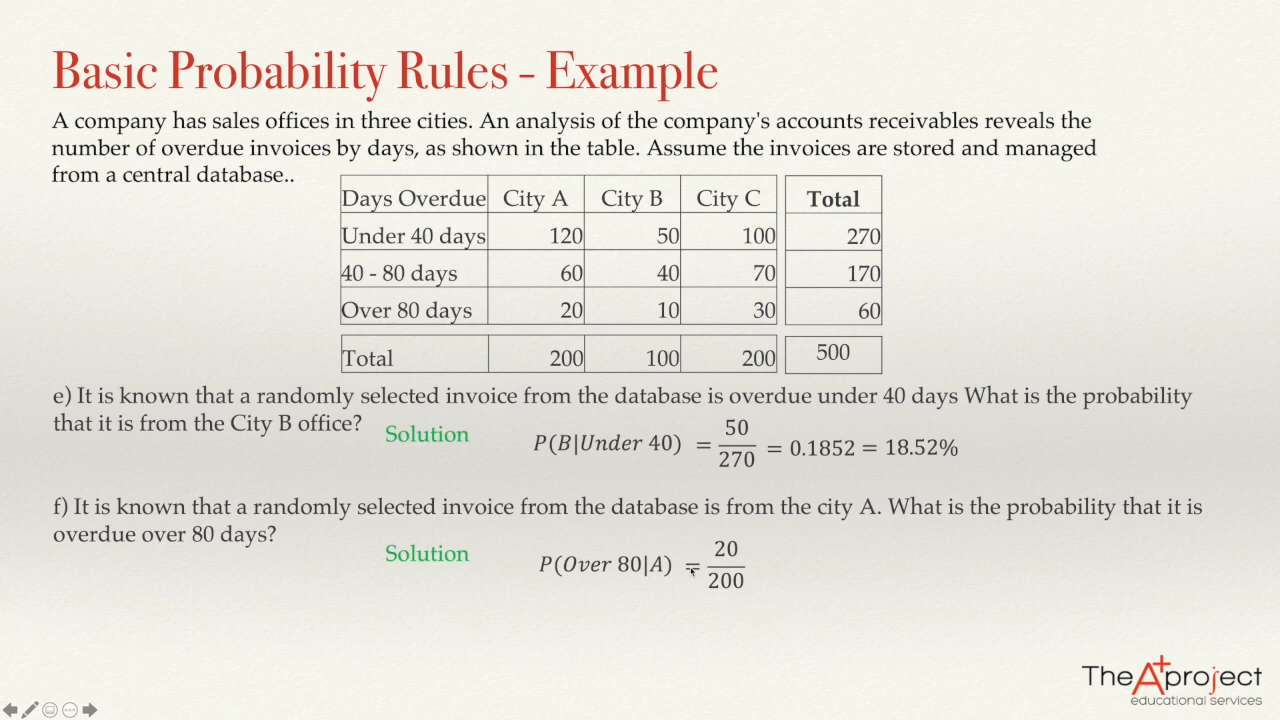 Basic Probability Rules - Example
A company has sales offices in three cities. An analysis of the company's accounts receivables reveals the
number of overdue invoices by days, as shown in the table. Assume the invoices are stored and managed
from a central database..
Days Overdue City A City B City C Total
Under 40 days 120 50 100 270
40 - 80 days 60 40 70 170
Over 80 days 20 10 30 60
Total 200 100 200 500
e) It is known that a randomly selected invoice from the database is overdue under 40 days What is the probability
that it is from the City B office?
Solution P(B|Under 40) = 50/270 = 0.1852 = 18.52%
f) It is known that a randomly selected invoice from the database is from the city A. What is the probability that it is
overdue over 80 days?
Solution P(Over 80|A) = 20/200
The A+ project
educational services